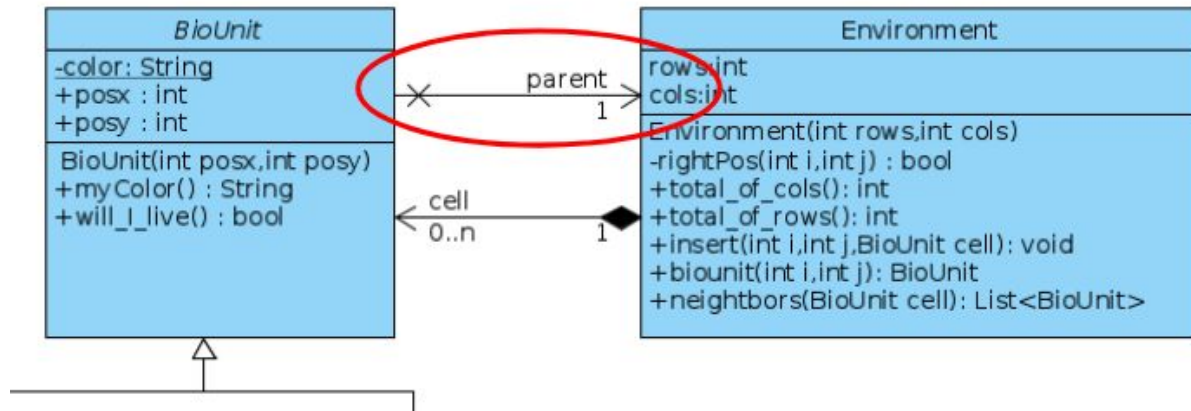 BioUnit
-color: String
+posx : int
+posy : int
BioUnit(int posx,int posy)
+myColor() : String
+will_I_live() : bool
parent
1
cell
0..n
1
Environment
rows:int
cols:int
Environment(int rows,int cols)
-rightPos(int i,int j) : bool
+total_of_cols(): int
+total_of_rows(): int
+insert(int i,int j,BioUnit cell): void
+biounit(int i,int j): BioUnit
+neightbors(BioUnit cell): List<BioUnit>